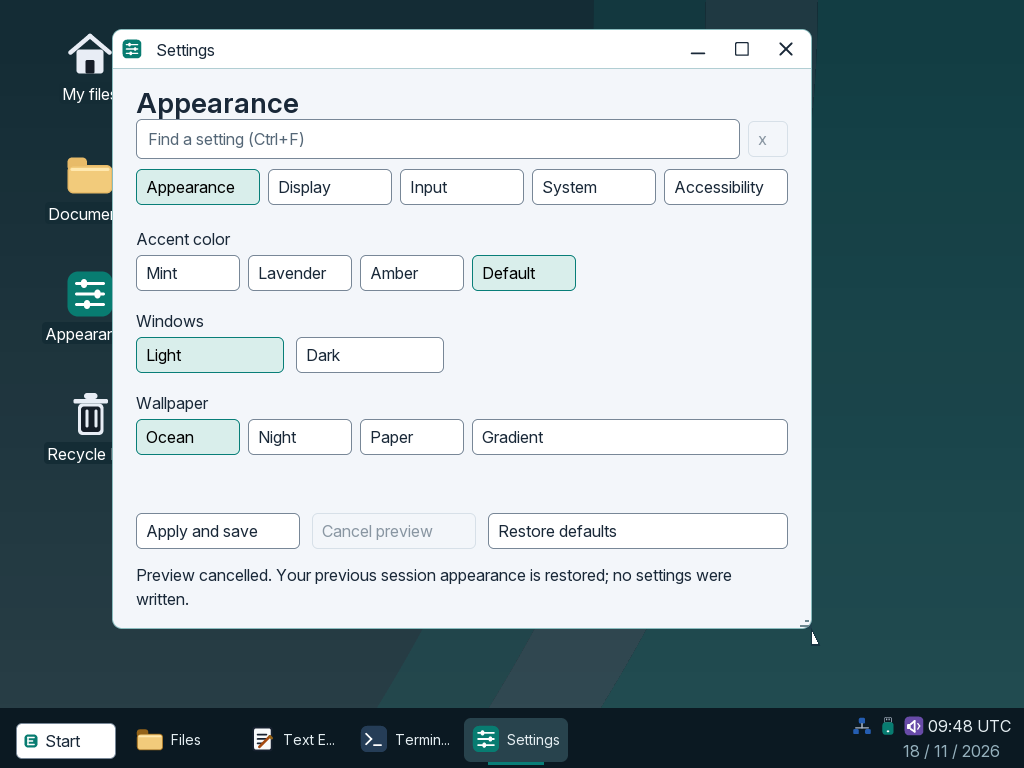 My files
Documen
Appearan
Recycle
Settings
Appearance
Find a setting (Ctrl+F)
x
Appearance
Display
Input
System
Accessibility
Accent color
Mint
Lavender
Amber
Default
Windows
Light
Dark
Wallpaper
Ocean
Night
Paper
Gradient
Apply and save
Cancel preview
Restore defaults
Preview cancelled. Your previous session appearance is restored; no settings were
written.
Start
Files
Text E...
Termin...
Settings
09:48 UTC
18 / 11 / 2026